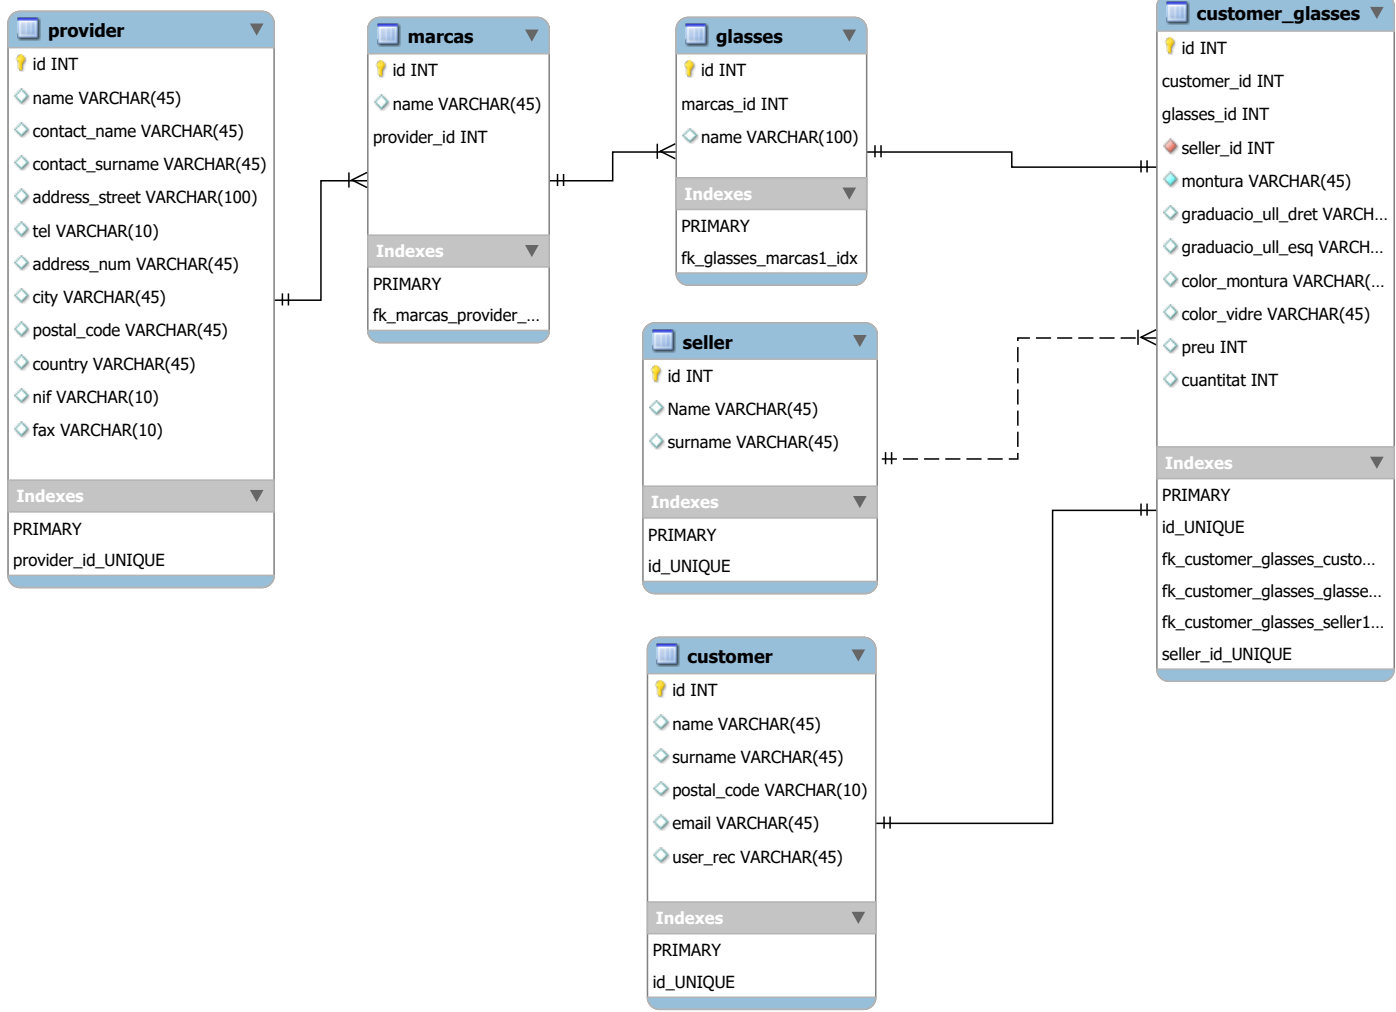 provider
id INT
name VARCHAR(45)
contact_name VARCHAR(45)
contact_surname VARCHAR(45)
address_street VARCHAR(100)
tel VARCHAR(10)
address_num VARCHAR(45)
city VARCHAR(45)
postal_code VARCHAR(45)
country VARCHAR(45)
nif VARCHAR(10)
fax VARCHAR(10)
Indexes
PRIMARY
provider_id_UNIQUE
marcas
id INT
name VARCHAR(45)
provider_id INT
Indexes
PRIMARY
fk_marcas_provider_...
glasses
id INT
marcas_id INT
name VARCHAR(100)
Indexes
PRIMARY
fk_glasses_marcas1_idx
seller
id INT
Name VARCHAR(45)
surname VARCHAR(45)
Indexes
PRIMARY
id_UNIQUE
customer
id INT
name VARCHAR(45)
surname VARCHAR(45)
postal_code VARCHAR(10)
email VARCHAR(45)
user_rec VARCHAR(45)
Indexes
PRIMARY
id_UNIQUE
customer_glasses
id INT
customer_id INT
glasses_id INT
seller_id INT
montura VARCHAR(45)
graduacio_ull_dret VARCH...
graduacio_ull_esq VARCH...
color_montura VARCHAR(...
color_vidre VARCHAR(45)
preu INT
cuantitat INT
Indexes
PRIMARY
id_UNIQUE
fk_customer_glasses_custo...
fk_customer_glasses_glasse...
fk_customer_glasses_seller1...
seller_id_UNIQUE